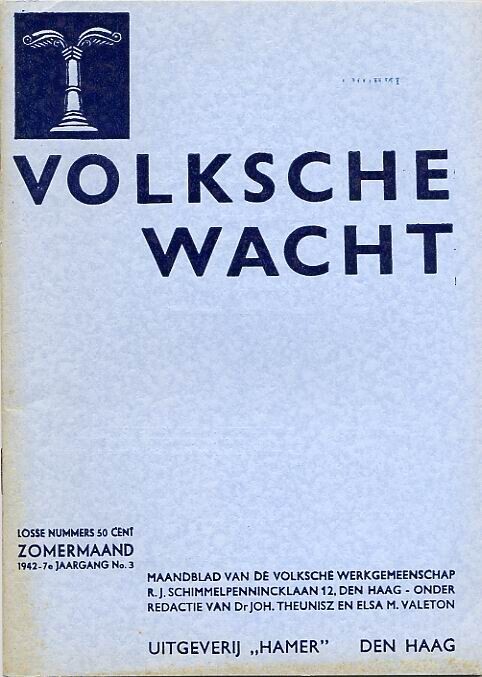 VOLKSCHE
WACHT
LOSSE NUMMERS 50 CENT
ZOMERMAAND
1942-7e JAARGANG No. 3
MAANDBLAD VAN DE VOLKSCHE WERKGEMEENSCHAP
R. J. SCHIMMELPENNINCKLAAN 12, DEN HAAG - ONDER
REDACTIE VAN Dr JOH. THEUNISZ EN ELSA M. VALETON
UITGEVERIJ „HAMER" DEN HAAG